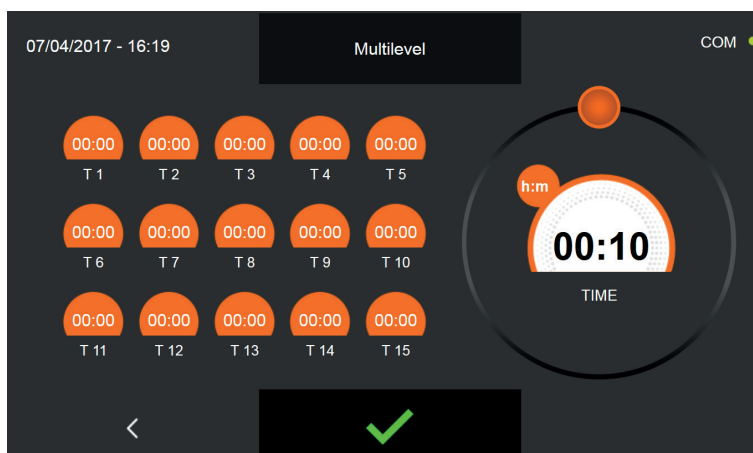 07/04/2017 - 16:19
Multilevel
COM
00:00 00:00 00:00 00:00 00:00
T 1 T 2 T 3 T 4 T 5
00:00 00:00 00:00 00:00 00:00
T 6 T 7 T 8 T 9 T 10
00:00 00:00 00:00 00:00 00:00
T 11 T 12 T 13 T 14 T 15
h:m
00:10
TIME